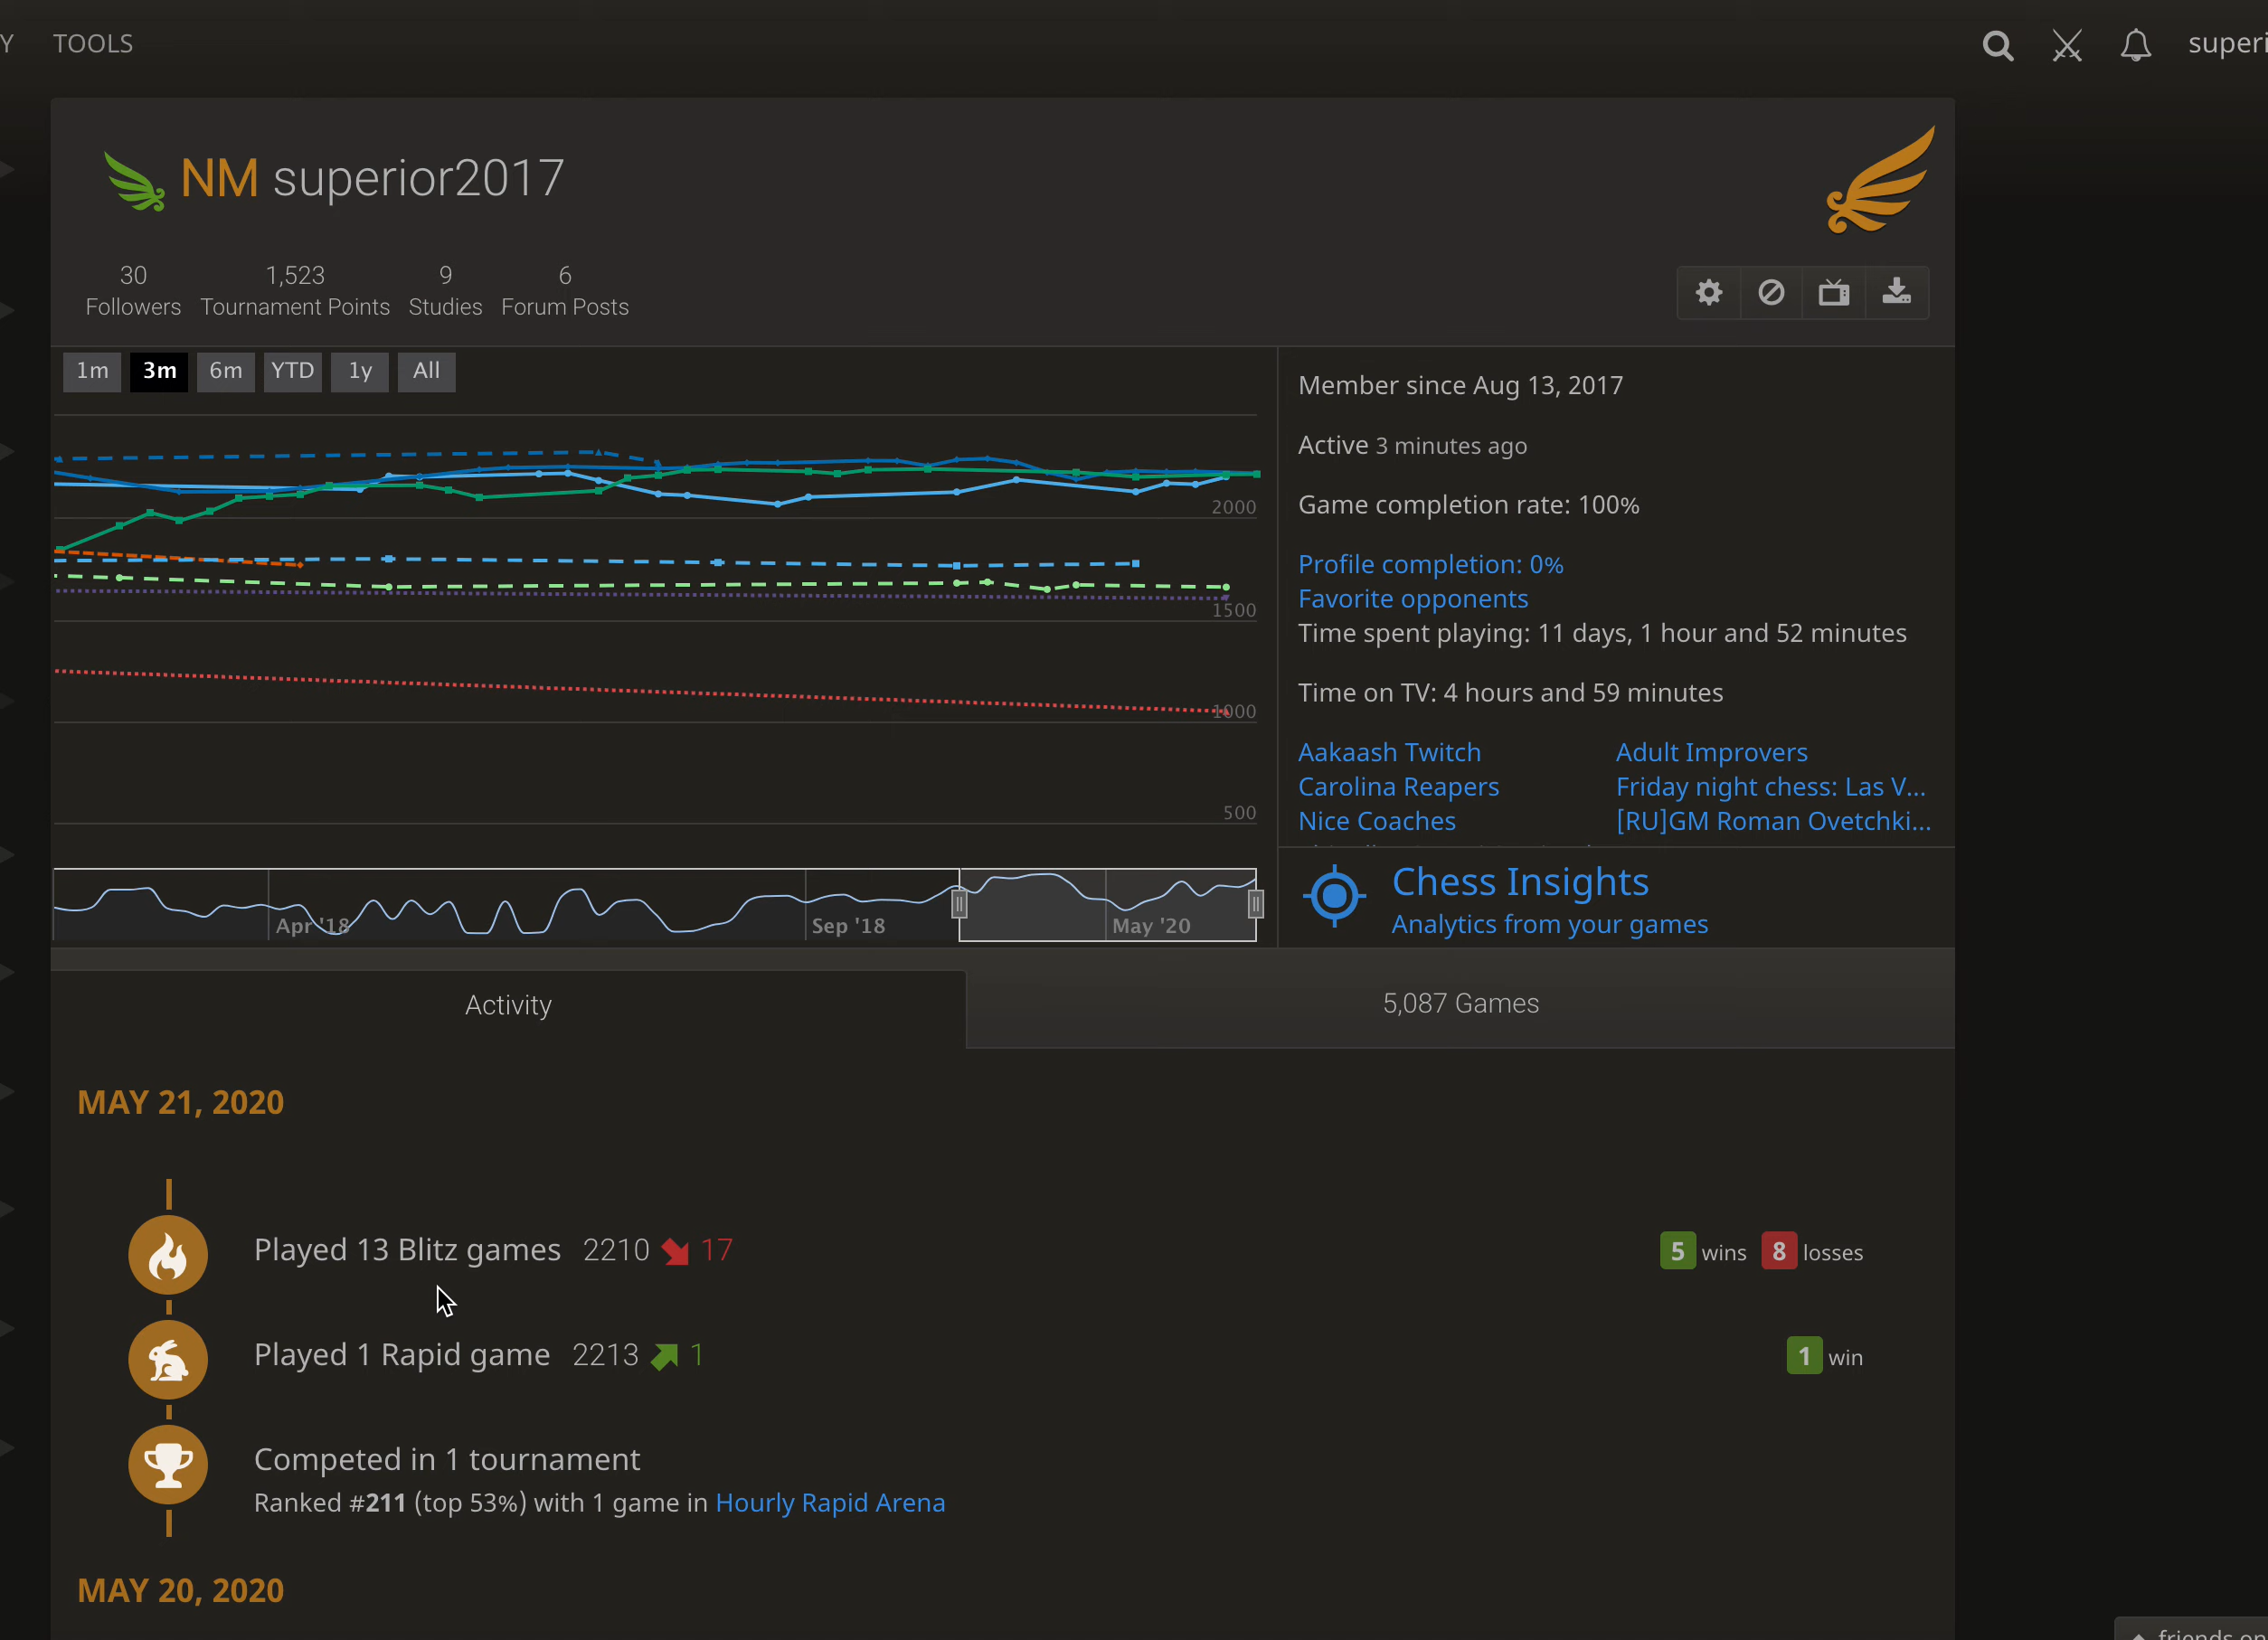 Y TOOLS
superi
NM superior2017
30 1,523 9 6
Followers Tournament Points Studies Forum Posts
1m 3m 6m YTD 1y All
2000
1500
1000
500
Apr '18 Sep '18 May '20
Member since Aug 13, 2017
Active 3 minutes ago
Game completion rate: 100%
Profile completion: 0%
Favorite opponents
Time spent playing: 11 days, 1 hour and 52 minutes
Time on TV: 4 hours and 59 minutes
Aakaash Twitch Adult Improvers
Carolina Reapers Friday night chess: Las V...
Nice Coaches [RU]GM Roman Ovetchki...
Chess Insights
Analytics from your games
Activity 5,087 Games
MAY 21, 2020
Played 13 Blitz games 2210 17 5 wins 8 losses
Played 1 Rapid game 2213 1 1 win
Competed in 1 tournament
Ranked #211 (top 53%) with 1 game in Hourly Rapid Arena
MAY 20, 2020
friends on